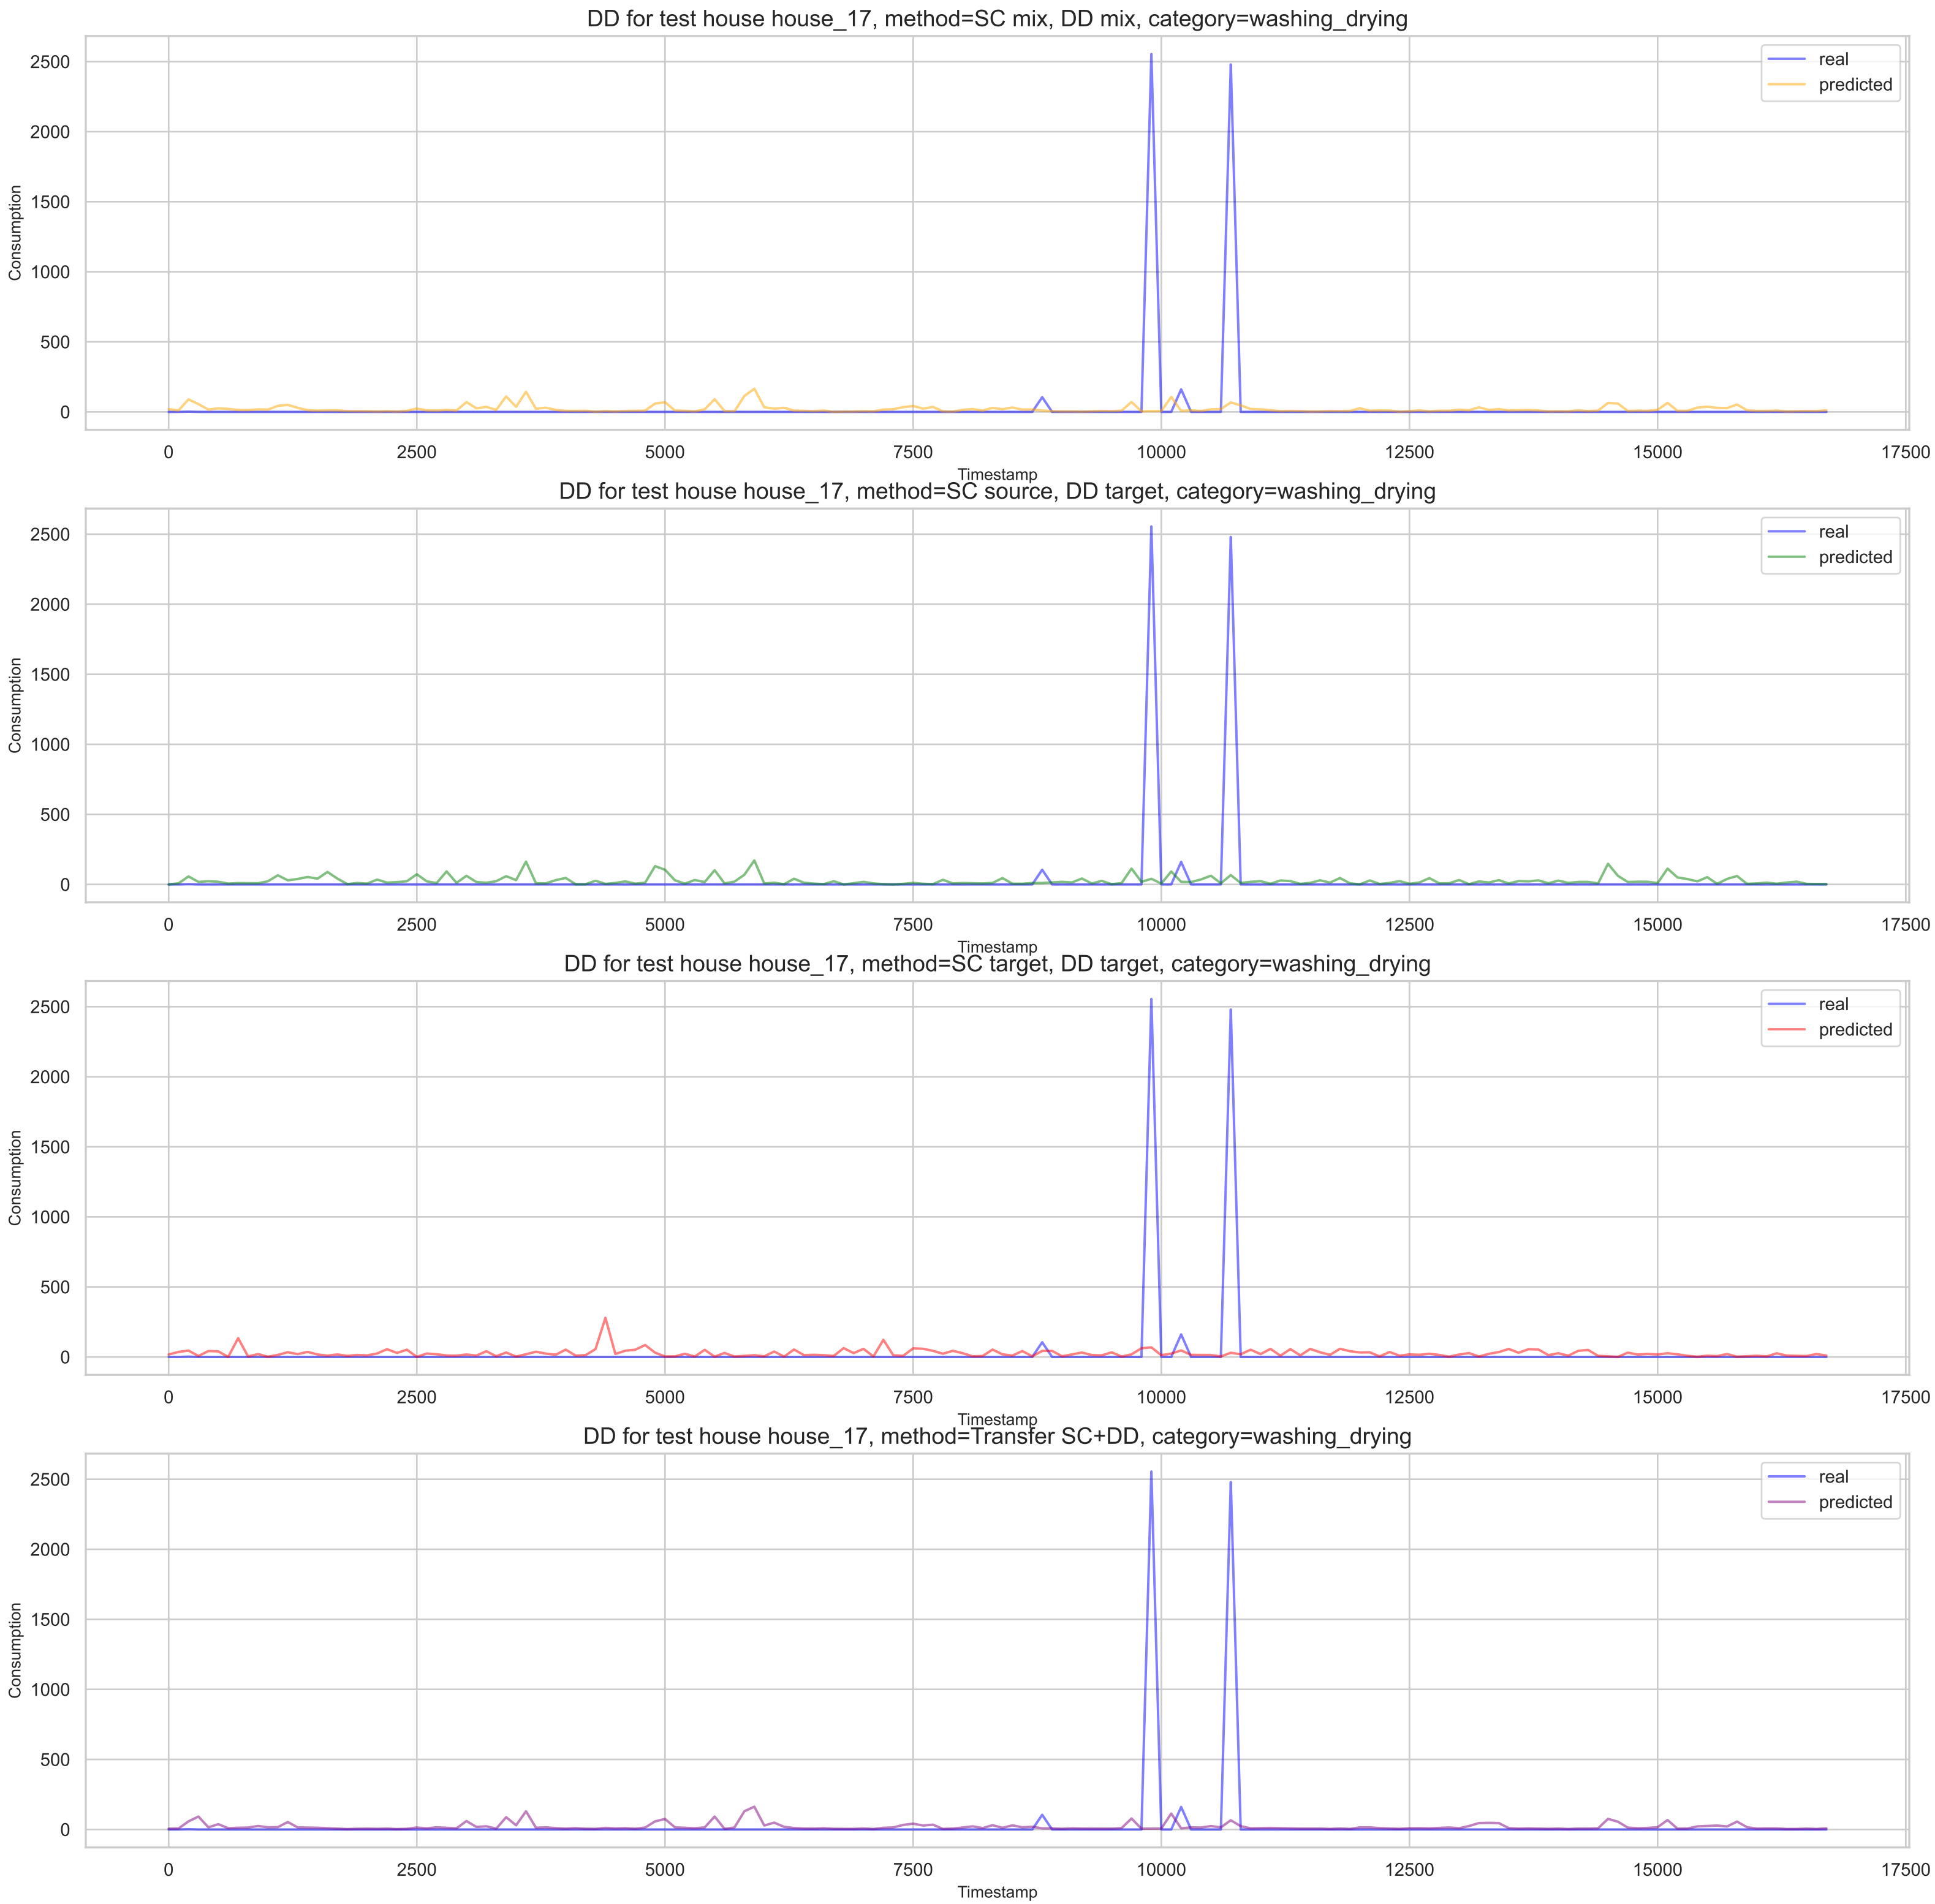 DD for test house house_17, method=SC mix, DD mix, category=washing_drying
real
predicted
2500
2000
1500
1000
500
0
Consumption
0 2500 5000 7500 10000 12500 15000 17500
Timestamp
DD for test house house_17, method=SC source, DD target, category=washing_drying
real
predicted
2500
2000
1500
1000
500
0
Consumption
0 2500 5000 7500 10000 12500 15000 17500
Timestamp
DD for test house house_17, method=SC target, DD target, category=washing_drying
real
predicted
2500
2000
1500
1000
500
0
Consumption
0 2500 5000 7500 10000 12500 15000 17500
Timestamp
DD for test house house_17, method=Transfer SC+DD, category=washing_drying
real
predicted
2500
2000
1500
1000
500
0
Consumption
0 2500 5000 7500 10000 12500 15000 17500
Timestamp